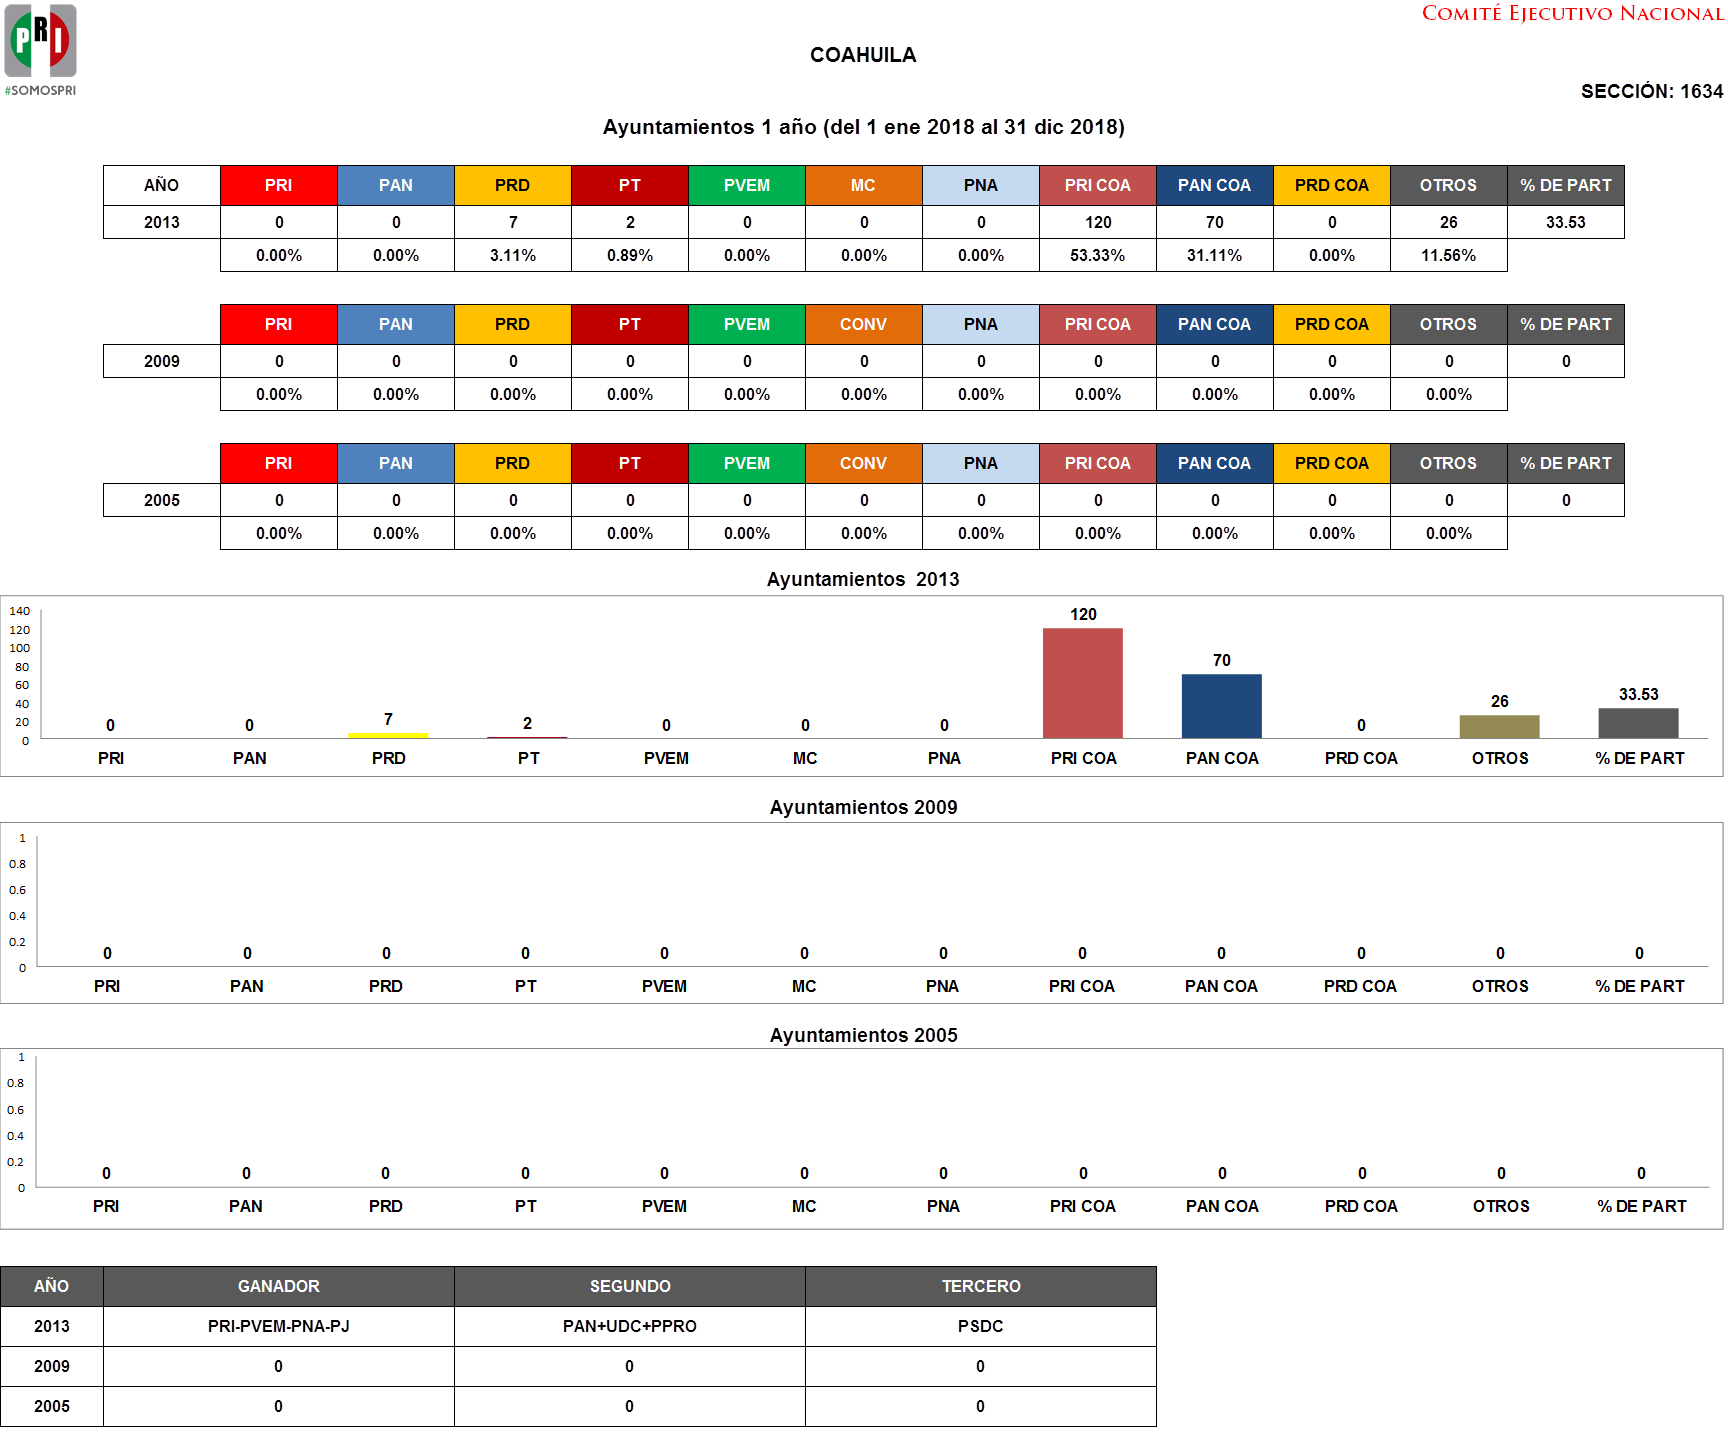 PRI
#SOMOSPRI
COMITÉ EJECUTIVO NACIONAL
COAHUILA
SECCIÓN: 1634
Ayuntamientos 1 año (del 1 ene 2018 al 31 dic 2018)
AÑO PRI PAN PRD PT PVEM MC PNA PRI COA PAN COA PRD COA OTROS % DE PART
2013 0 0 7 2 0 0 0 120 70 0 26 33.53
0.00% 0.00% 3.11% 0.89% 0.00% 0.00% 0.00% 53.33% 31.11% 0.00% 11.56%
PRI PAN PRD PT PVEM CONV PNA PRI COA PAN COA PRD COA OTROS % DE PART
2009 0 0 0 0 0 0 0 0 0 0 0 0
0.00% 0.00% 0.00% 0.00% 0.00% 0.00% 0.00% 0.00% 0.00% 0.00% 0.00%
PRI PAN PRD PT PVEM CONV PNA PRI COA PAN COA PRD COA OTROS % DE PART
2005 0 0 0 0 0 0 0 0 0 0 0 0
0.00% 0.00% 0.00% 0.00% 0.00% 0.00% 0.00% 0.00% 0.00% 0.00% 0.00%
Ayuntamientos 2013
140
120
100
80
60
40
20
0
0 0 7 2 0 0 0 120 70 0 26 33.53
PRI PAN PRD PT PVEM MC PNA PRI COA PAN COA PRD COA OTROS % DE PART
Ayuntamientos 2009
1
0.8
0.6
0.4
0.2
0
0 0 0 0 0 0 0 0 0 0 0 0
PRI PAN PRD PT PVEM MC PNA PRI COA PAN COA PRD COA OTROS % DE PART
Ayuntamientos 2005
1
0.8
0.6
0.4
0.2
0
0 0 0 0 0 0 0 0 0 0 0 0
PRI PAN PRD PT PVEM MC PNA PRI COA PAN COA PRD COA OTROS % DE PART
AÑO GANADOR SEGUNDO TERCERO
2013 PRI-PVEM-PNA-PJ PAN+UDC+PPRO PSDC
2009 0 0 0
2005 0 0 0